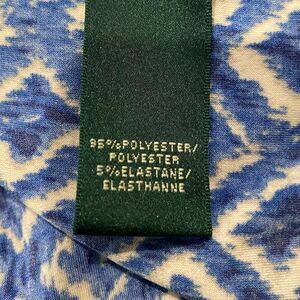 95%POLYESTER/
POLYESTER
5%ELASTANE/
ELASTHANNE